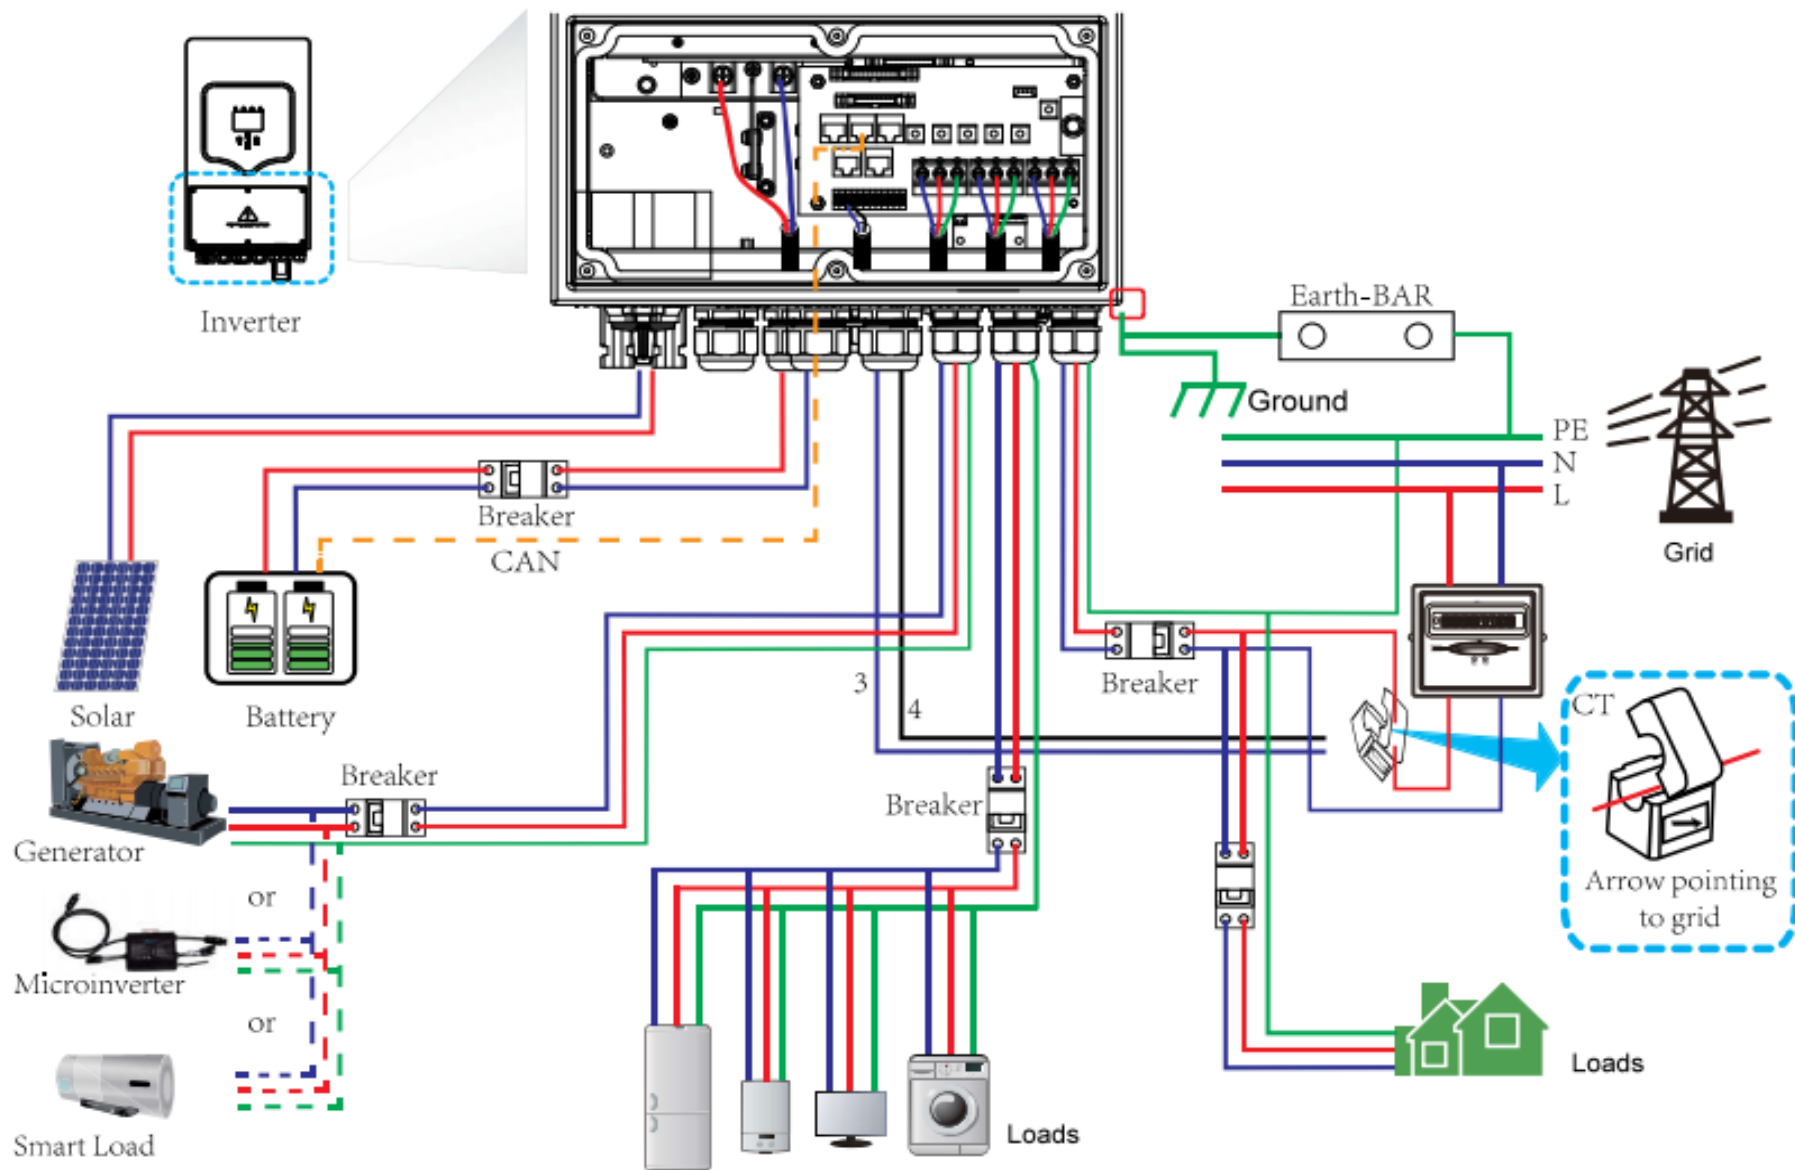 Inverter
Earth-BAR
Ground
PE
N
L
Grid
Breaker
CAN
Solar
Battery
3
4
Breaker
CT
Breaker
Breaker
Generator
or
Microinverter
or
Smart Load
Arrow pointing
to grid
Loads
Loads